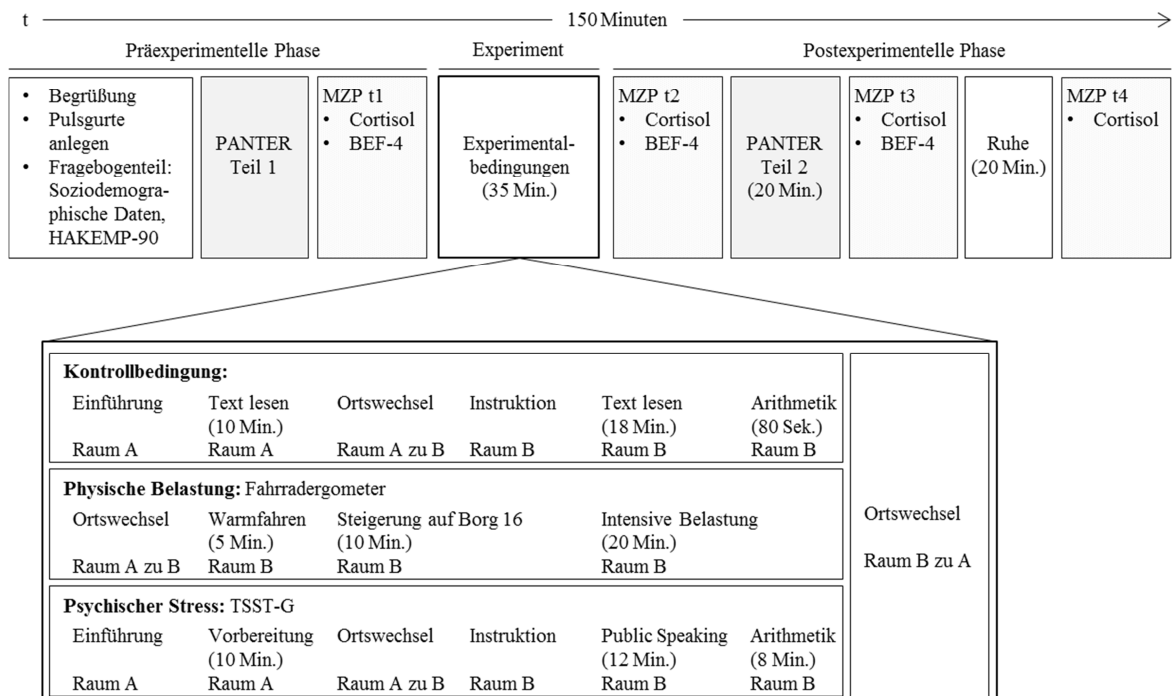 t 150 Minuten
Präexperimentelle Phase Experiment Postexperimentelle Phase
• Begrüßung
• Pulsgurte
anlegen
• Fragebogenteil:
Soziodemogra-
phische Daten,
HAKEMP-90
PANTER
Teil 1
MZP t1
• Cortisol
• BEF-4
Experimental-
bedingungen
(35 Min.)
MZP t2
• Cortisol
• BEF-4
PANTER
Teil 2
(20 Min.)
MZP t3
• Cortisol
• BEF-4
Ruhe
(20 Min.)
MZP t4
• Cortisol
Kontrollbedingung:
Einführung Text lesen Ortswechsel Instruktion Text lesen Arithmetik
(10 Min.) (18 Min.) (80 Sek.)
Raum A Raum A Raum A zu B Raum B Raum B Raum B
Physische Belastung: Fahrradergometer
Ortswechsel Warmfahren Steigerung auf Borg 16 Intensive Belastung
(5 Min.) (10 Min.) (20 Min.)
Raum A zu B Raum B Raum B Raum B
Psychischer Stress: TSST-G
Einführung Vorbereitung Ortswechsel Instruktion Public Speaking Arithmetik
(10 Min.) (12 Min.) (8 Min.)
Raum A Raum A Raum A zu B Raum B Raum B Raum B
Ortswechsel
Raum B zu A